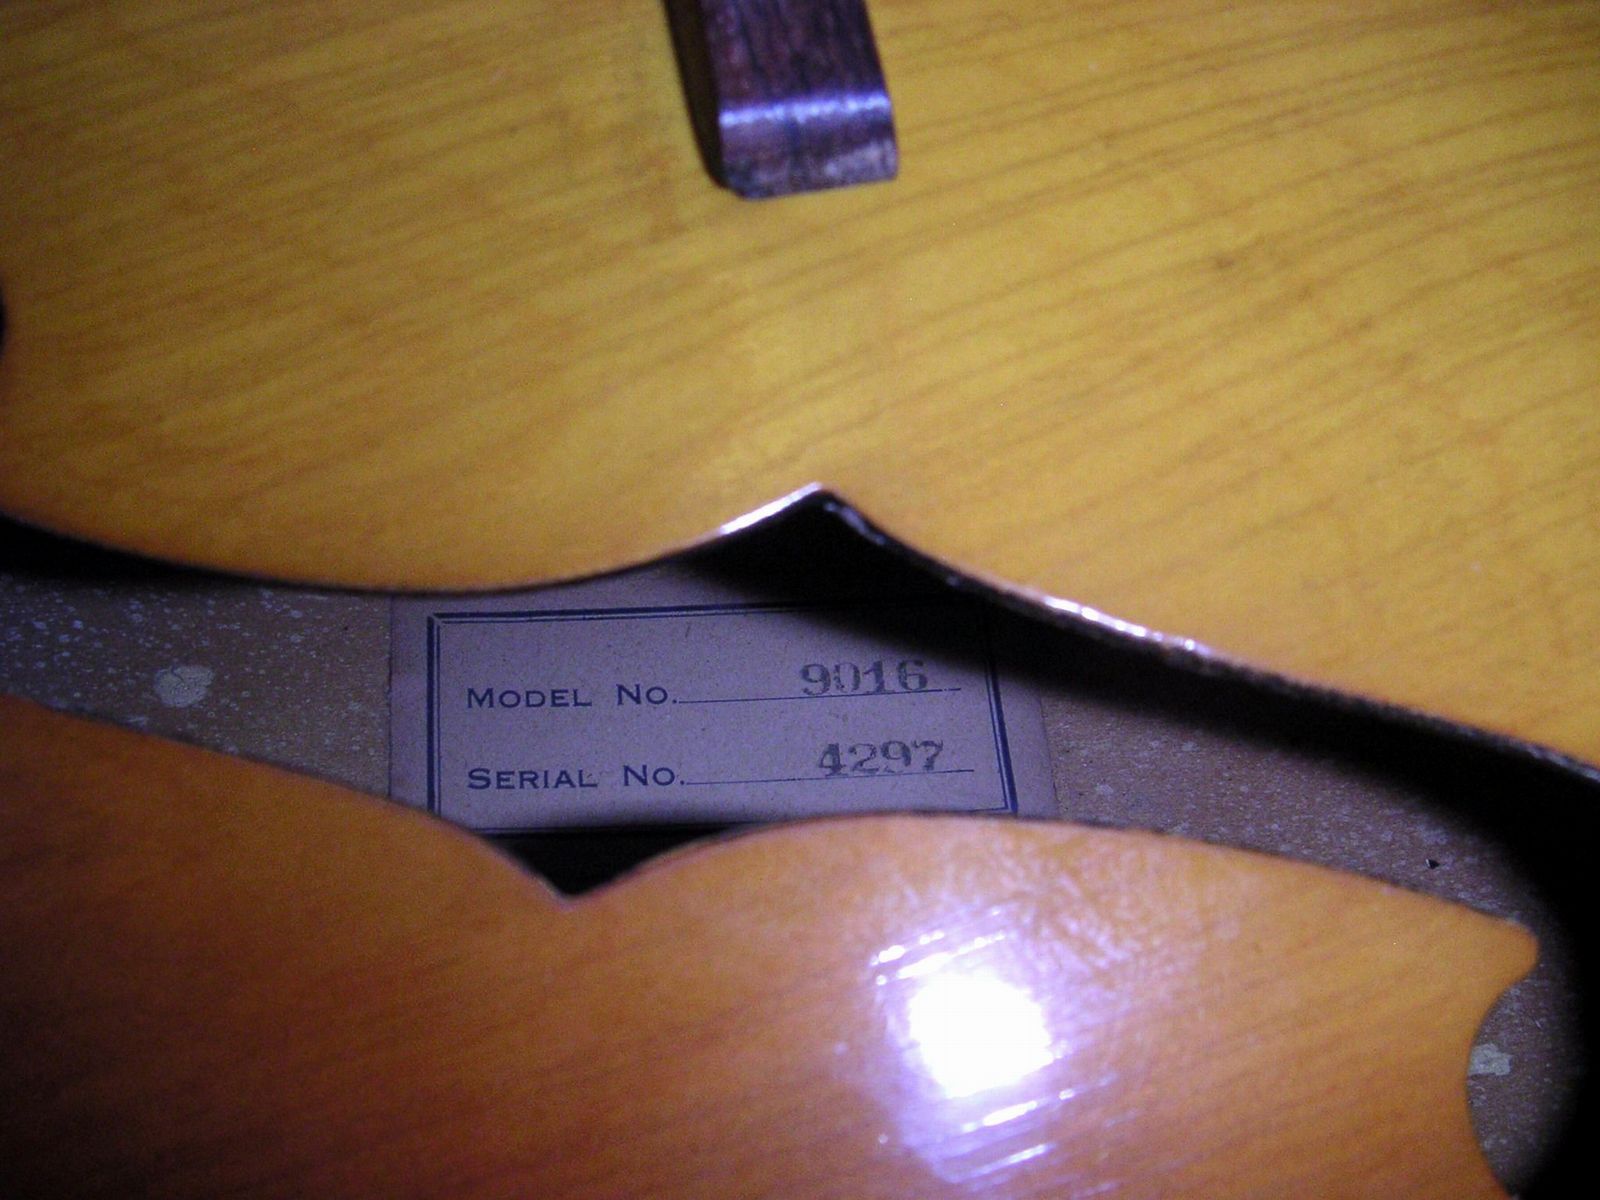 MODEL NO. 9016
SERIAL NO. 4297